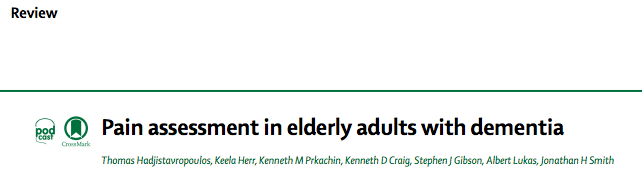 Review
pod
cast
CrossMark
Pain assessment in elderly adults with dementia
Thomas Hadjistavropoulos, Keela Herr, Kenneth M Prkachin, Kenneth D Craig, Stephen J Gibson, Albert Lukas, Jonathan H Smith